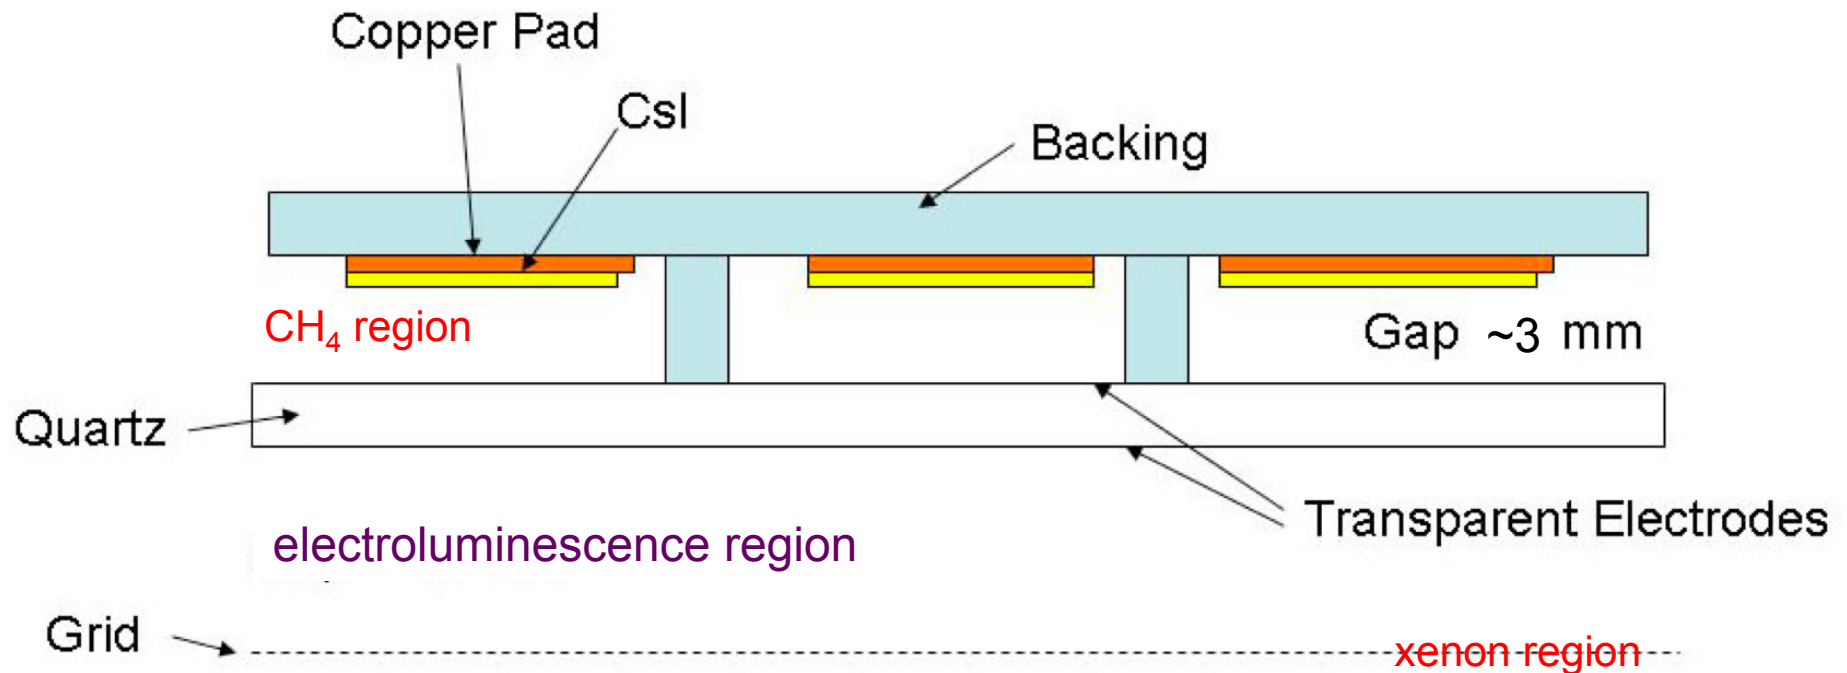 Copper Pad
CsI
Backing
CH₄ region
Gap ~3 mm
Quartz
Transparent Electrodes
electroluminescence region
Grid
xenon region